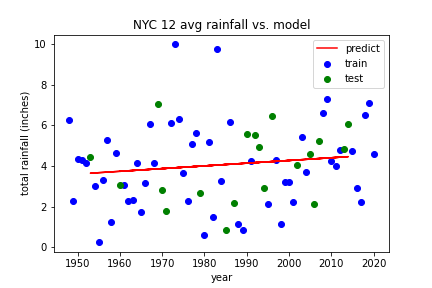 NYC 12 avg rainfall vs. model
predict
train
test
10
8
6
4
2
0
total rainfall (inches)
1950 1960 1970 1980 1990 2000 2010 2020
year